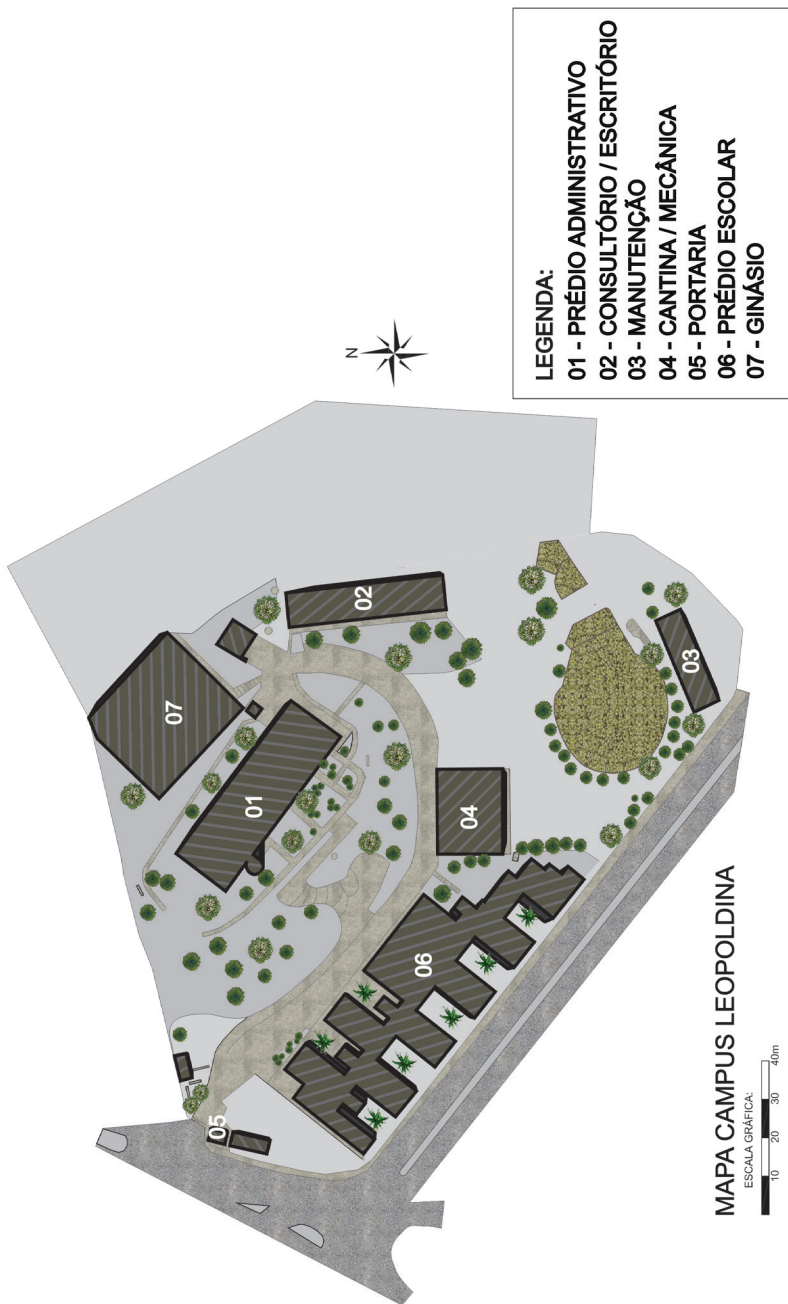 N
07
02
01
03
04
06
05
MAPA CAMPUS LEOPOLDINA
ESCALA GRÁFICA:
10 20 30 40m
LEGENDA:
01 - PRÉDIO ADMINISTRATIVO
02 - CONSULTÓRIO / ESCRITÓRIO
03 - MANUTENÇÃO
04 - CANTINA / MECÂNICA
05 - PORTARIA
06 - PRÉDIO ESCOLAR
07 - GINÁSIO